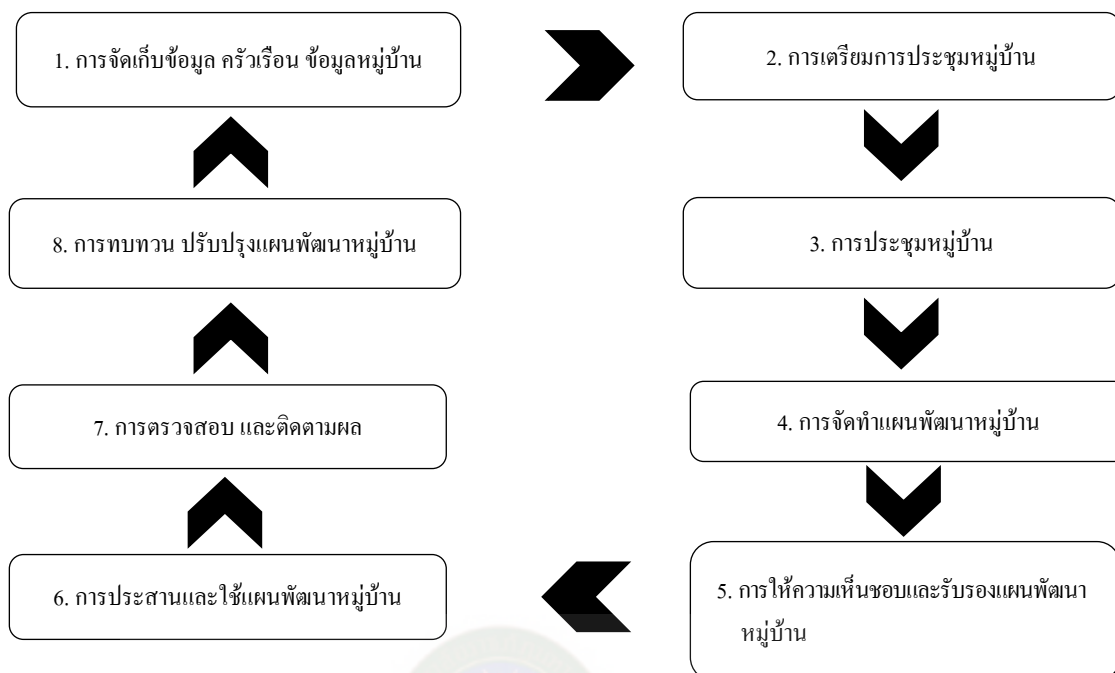 1. การจัดเก็บข้อมูล ครัวเรือน ข้อมูลหมู่บ้าน
2. การเตรียมการประชุมหมู่บ้าน
3. การประชุมหมู่บ้าน
4. การจัดทำแผนพัฒนาหมู่บ้าน
5. การให้ความเห็นชอบและรับรองแผนพัฒนา
หมู่บ้าน
6. การประสานและใช้แผนพัฒนาหมู่บ้าน
7. การตรวจสอบ และติดตามผล
8. การทบทวน ปรับปรุงแผนพัฒนาหมู่บ้าน